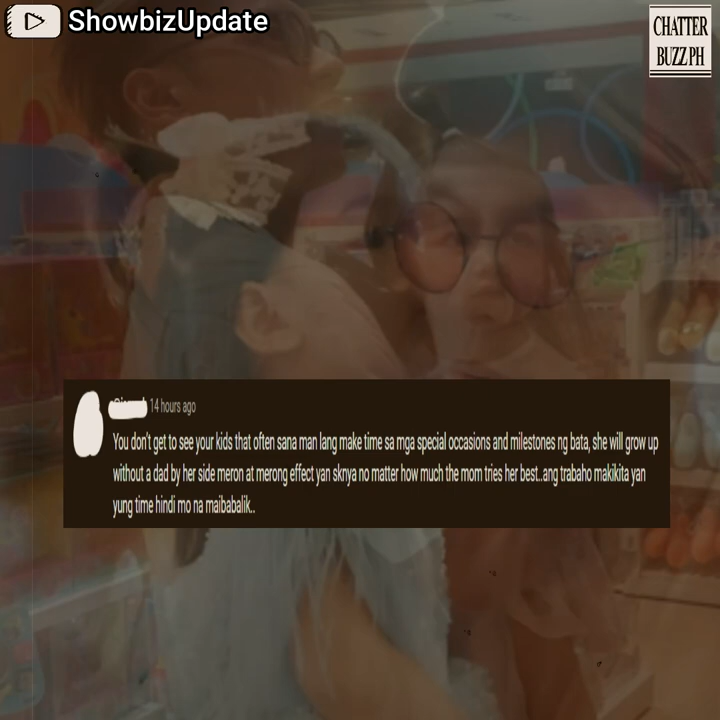 ShowbizUpdate
CHATTER
BUZZ PH
14 hours ago
You don't get to see your kids that often sana man lang make time sa mga special occasions and milestones ng bata, she will grow up
without a dad by her side meron at merong effect yan sknya no matter how much the mom tries her best..ang trabaho makikita yan
yung time hindi mo na maibabalik..